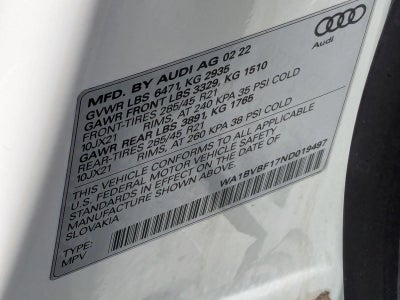 Audi
MFD. BY AUDI AG 02 22
GVWR LBS 6471, KG 2935
GAWR FRONT LBS 3329, KG 1510
FRONT-TIRES 285/45 R21
10JX21 RIMS, AT 240 KPA 35 PSI COLD
GAWR REAR LBS 3891, KG 1765
REAR-TIRES 285/45 R21
10JX21 RIMS, AT 260 KPA 38 PSI COLD
THIS VEHICLE CONFORMS TO ALL APPLICABLE
U.S. FEDERAL MOTOR VEHICLE SAFETY
STANDARDS IN EFFECT ON THE DATE OF
MANUFACTURE SHOWN ABOVE.
SLOVAKIA
WA1BVBF17ND019497
TYPE:
MPV